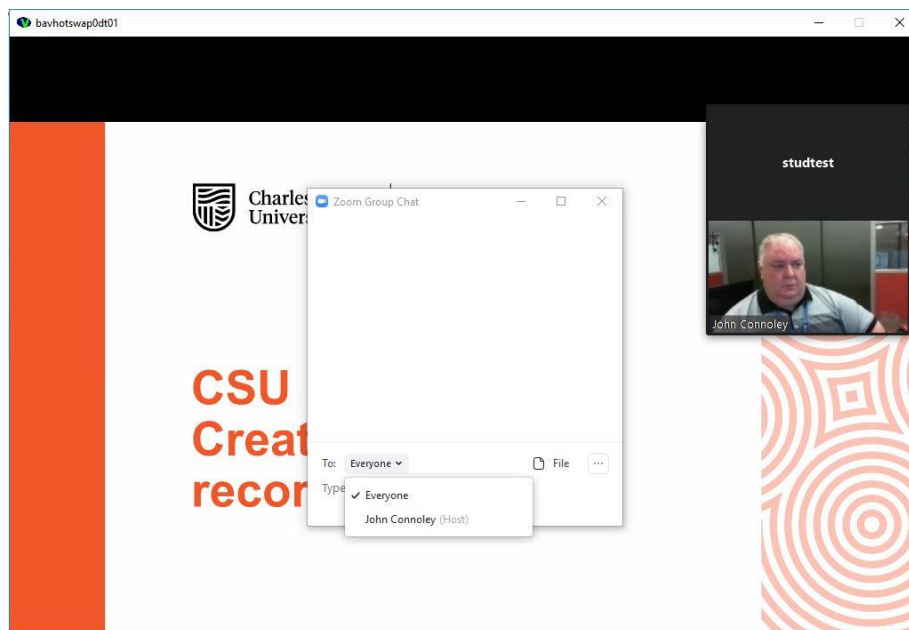 bavhotswap0dt01
studtest
John Connoley
Charles
Univer
Zoom Group Chat
CSU
Creat
recor
To: Everyone
File
...
Type
✓ Everyone
John Connoley (Host)